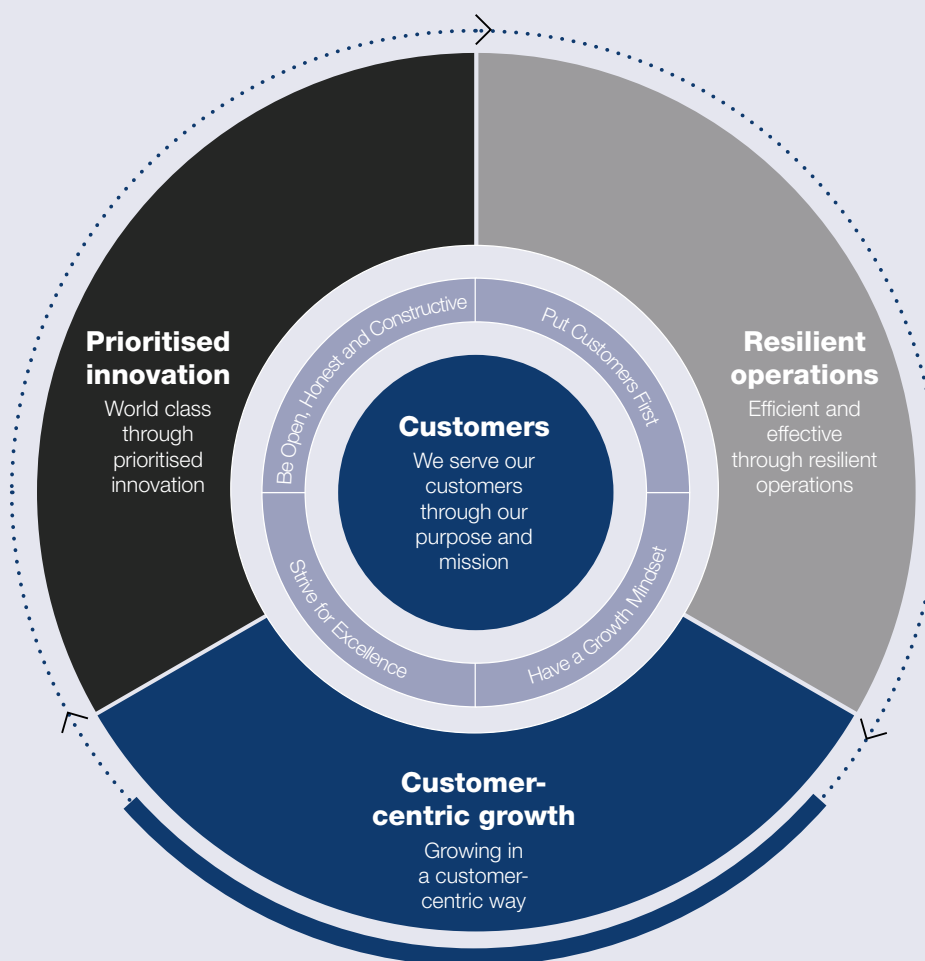 Prioritised
innovation
World class
through
prioritised
innovation
Resilient
operations
Efficient and
effective
through resilient
operations
Be Open, Honest and Constructive
Put Customers First
Customers
We serve our
customers
through our
purpose and
mission
Strive for Excellence
Have a Growth Mindset
Customer-
centric growth
Growing in
a customer-
centric way